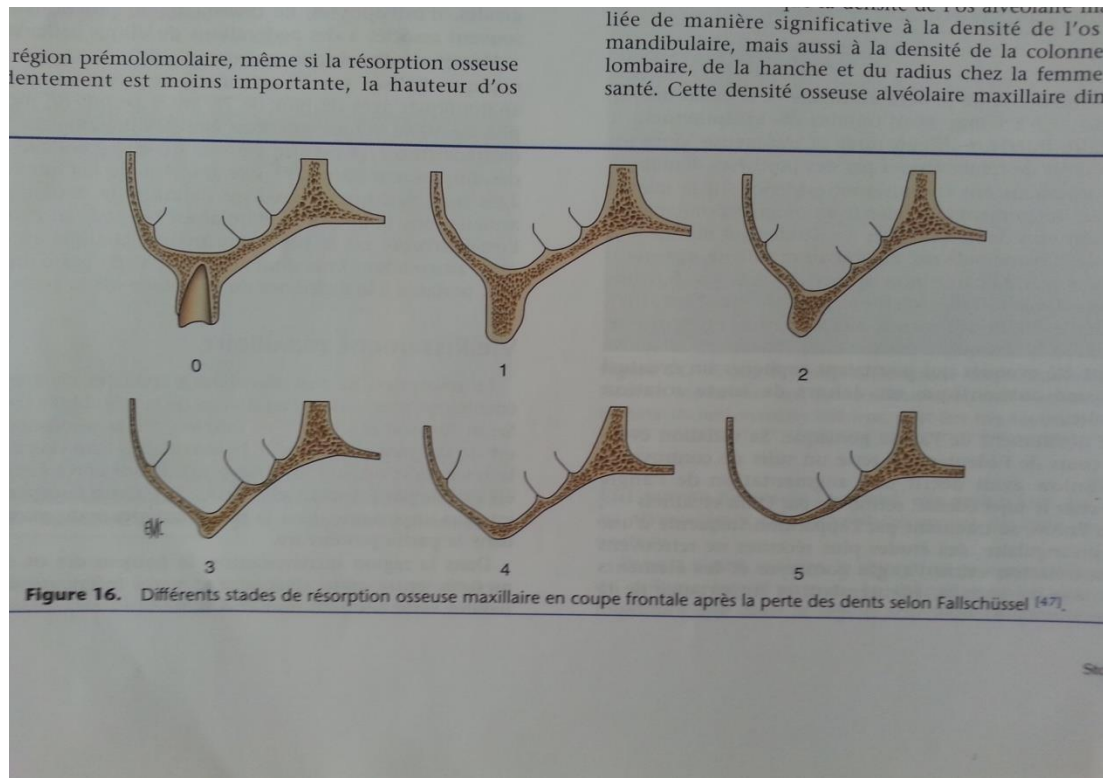 région prémolomolaire, même si la résorption osseuse
dentement est moins importante, la hauteur d'os
liée de manière significative à la densité de l'os
mandibulaire, mais aussi à la densité de la colonne
lombaire, de la hanche et du radius chez la femme
santé. Cette densité osseuse alvéolaire maxillaire
0
1
2
EMC
3
4
5
Figure 16. Différents stades de résorption osseuse maxillaire en coupe frontale après la perte des dents selon Fallschüssel [47].